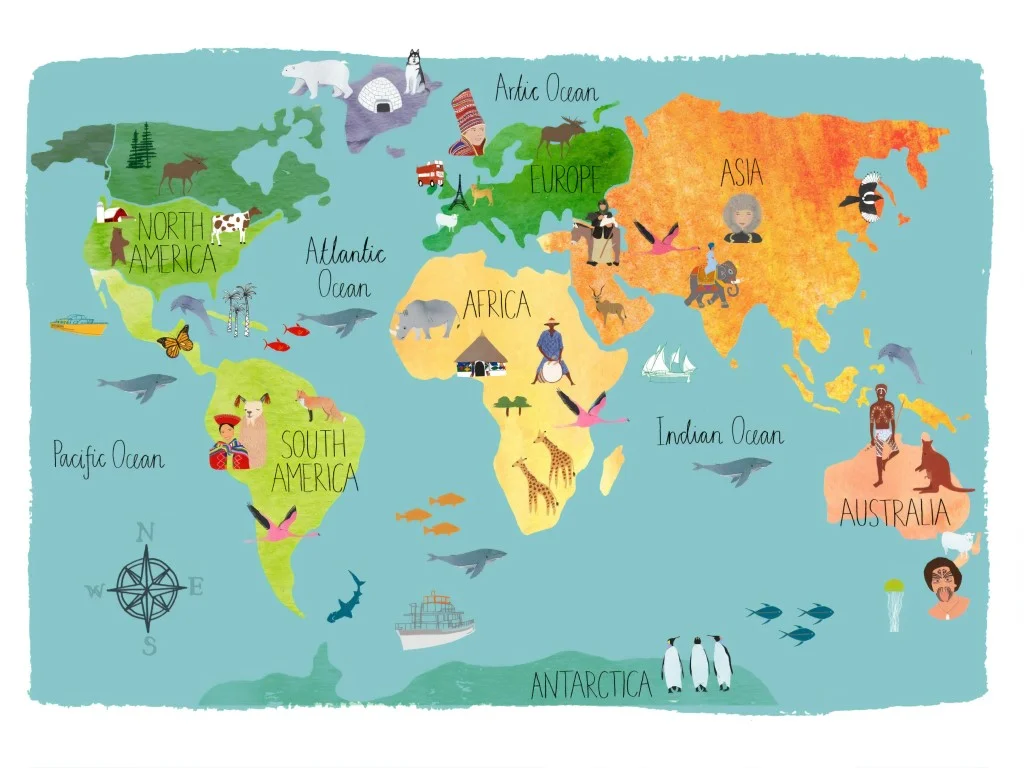 Artic Ocean
EUROPE
ASIA
NORTH
AMERICA
Atlantic
Ocean
AFRICA
Pacific Ocean
SOUTH
AMERICA
Indian Ocean
AUSTRALIA
N
W
E
S
ANTARCTICA